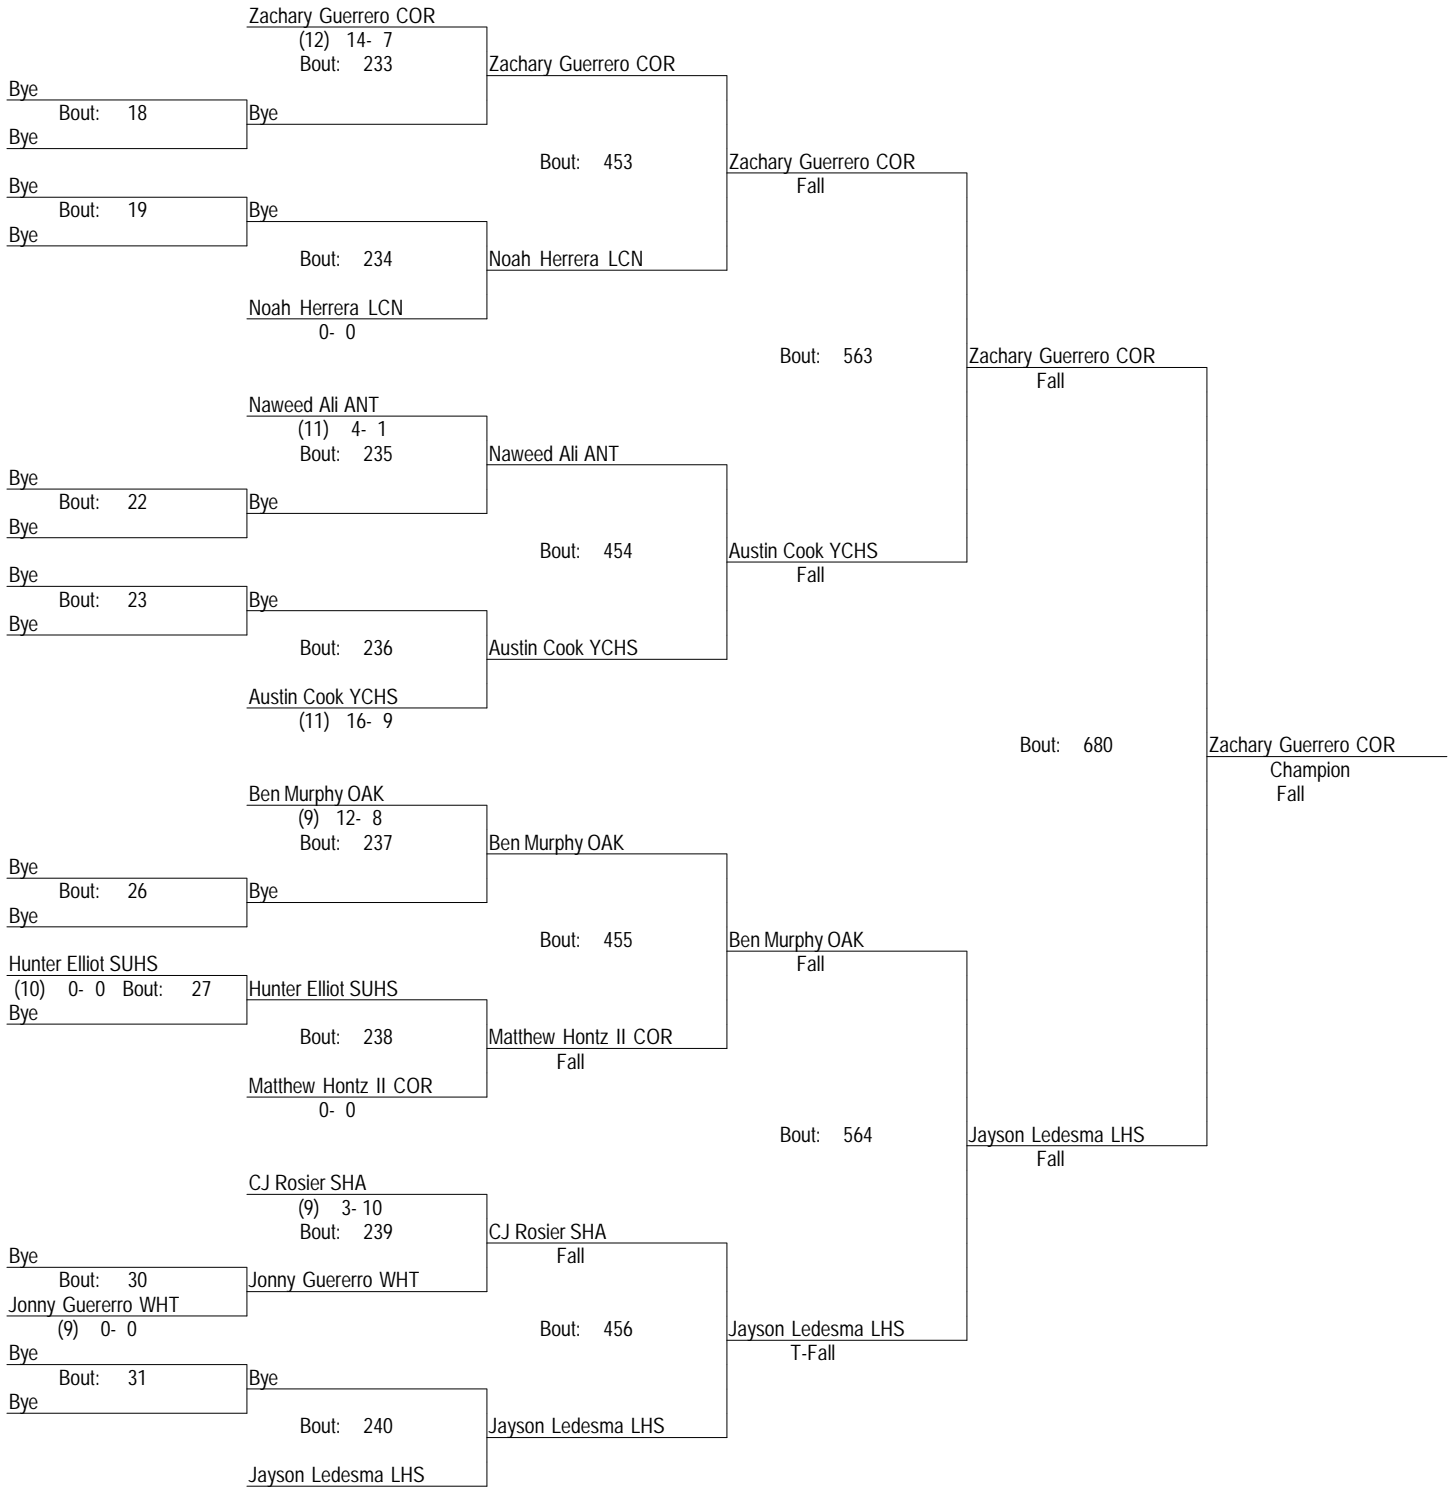 Zachary Guerrero COR
(12) 14- 7
Bout: 233
Zachary Guerrero COR
Bye
Bout: 18
Bye
Bye
Bout: 453
Zachary Guerrero COR
Fall
Bye
Bout: 19
Bye
Bye
Bout: 234
Noah Herrera LCN
Noah Herrera LCN
0- 0
Bout: 563
Zachary Guerrero COR
Fall
Naweed Ali ANT
(11) 4- 1
Bout: 235
Naweed Ali ANT
Bye
Bout: 22
Bye
Bye
Bout: 454
Austin Cook YCHS
Fall
Bye
Bout: 23
Bye
Bye
Bout: 236
Austin Cook YCHS
Austin Cook YCHS
(11) 16- 9
Bout: 680
Zachary Guerrero COR
Champion
Fall
Ben Murphy OAK
(9) 12- 8
Bout: 237
Ben Murphy OAK
Bye
Bout: 26
Bye
Bye
Bout: 455
Ben Murphy OAK
Fall
Hunter Elliot SUHS
(10) 0- 0 Bout: 27
Hunter Elliot SUHS
Bye
Bout: 238
Matthew Hontz II COR
Fall
Matthew Hontz II COR
0- 0
Bout: 564
Jayson Ledesma LHS
Fall
CJ Rosier SHA
(9) 3- 10
Bout: 239
CJ Rosier SHA
Fall
Bye
Bout: 30
Jonny Guererro WHT
Jonny Guererro WHT
(9) 0- 0
Bout: 456
Jayson Ledesma LHS
T-Fall
Bye
Bout: 31
Bye
Bye
Bout: 240
Jayson Ledesma LHS
Jayson Ledesma LHS